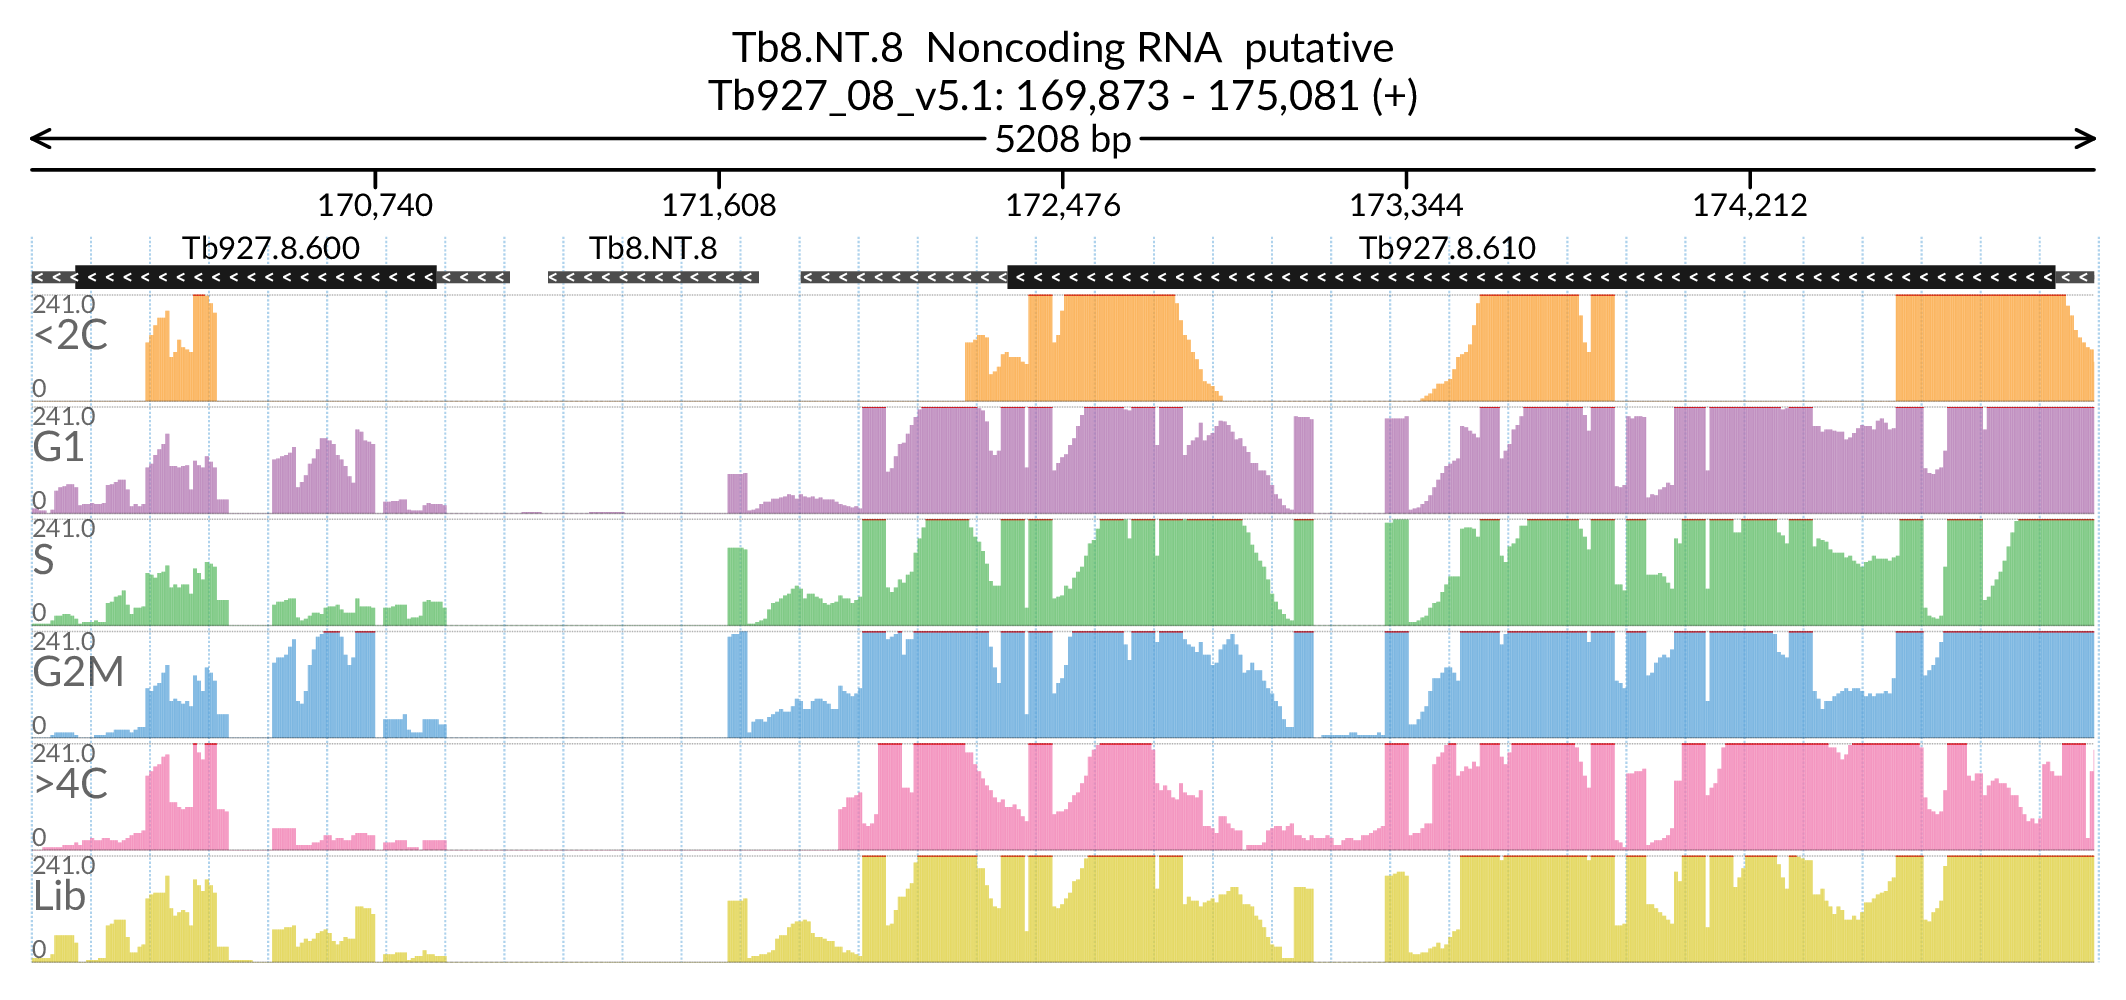 Tb8.NT.8 Noncoding RNA putative
Tb927_08_v5.1: 169,873 - 175,081 (+)
5208 bp
170,740 171,608 172,476 173,344 174,212
Tb927.8.600 Tb8.NT.8 Tb927.8.610
241.0
<2C
0
241.0
G1
0
241.0
S
0
241.0
G2M
0
241.0
>4C
0
241.0
Lib
0